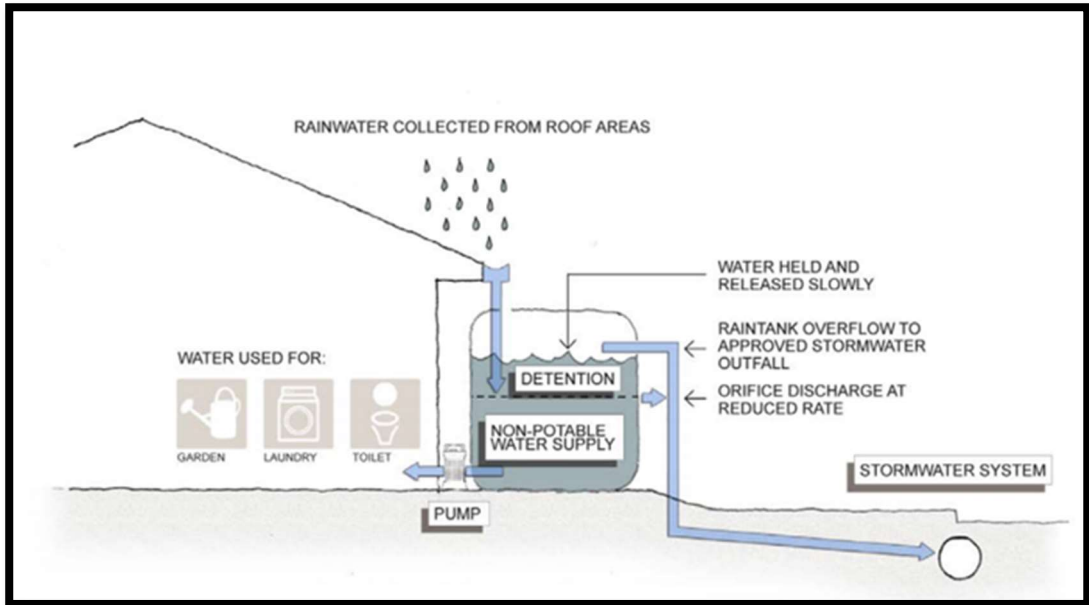 RAINWATER COLLECTED FROM ROOF AREAS
WATER HELD AND
RELEASED SLOWLY
RAINTANK OVERFLOW TO
APPROVED STORMWATER
OUTFALL
WATER USED FOR:
DETENTION
ORIFICE DISCHARGE AT
REDUCED RATE
NON-POTABLE
WATER SUPPLY
GARDEN
LAUNDRY
TOILET
STORMWATER SYSTEM
PUMP